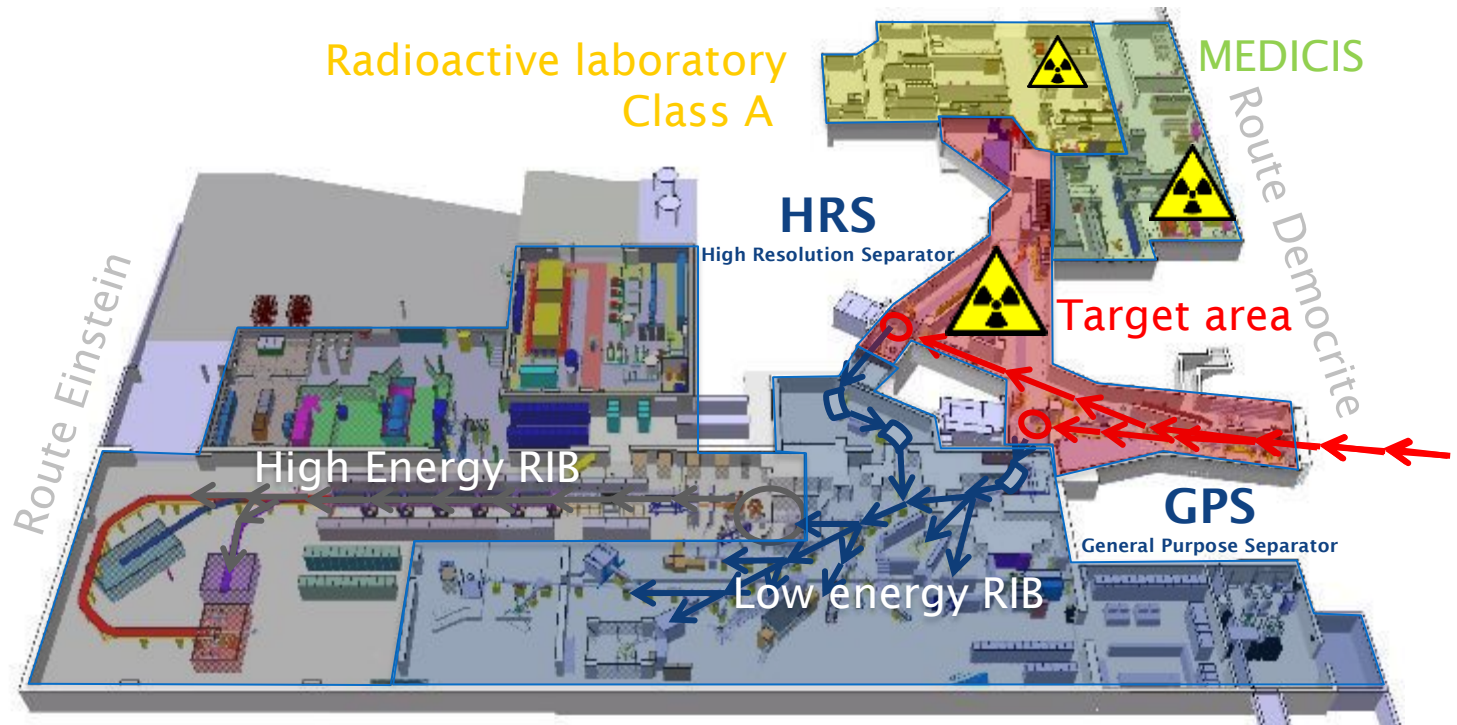 Radioactive laboratory
Class A
MEDICIS
Route Democrite
HRS
High Resolution Separator
Target area
Route Einstein
High Energy RIB
GPS
General Purpose Separator
Low energy RIB